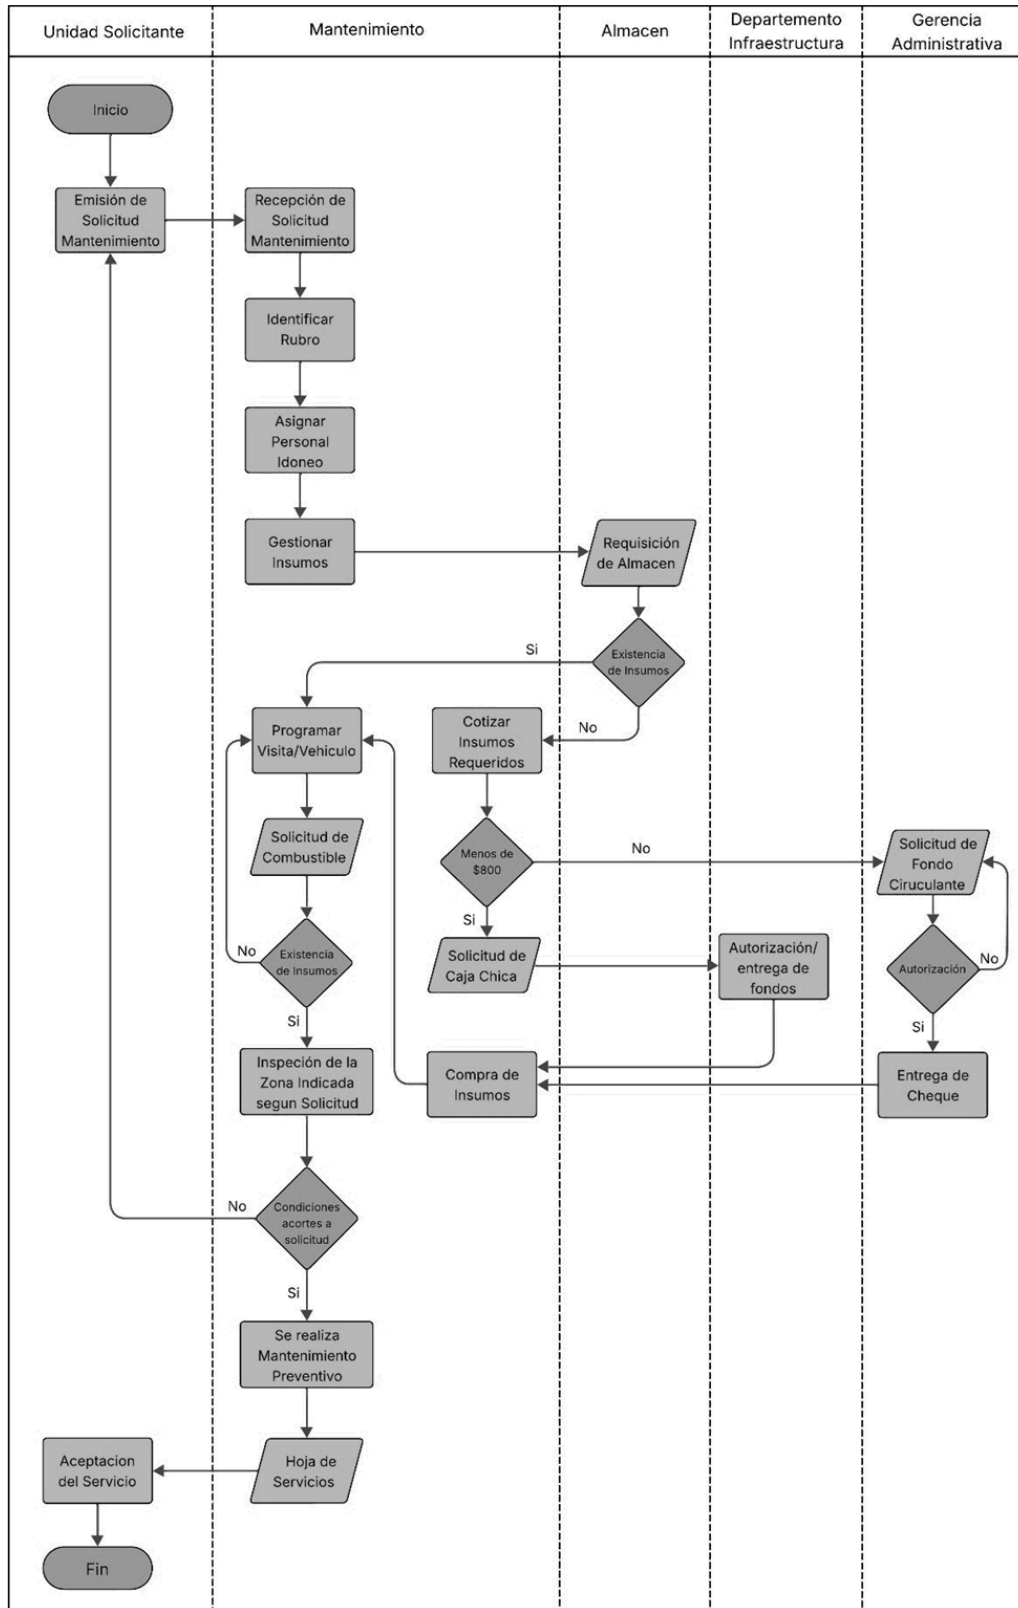 Unidad Solicitante
Mantenimiento
Almacen
Departemento
Infraestructura
Gerencia
Administrativa
Inicio
Emisión de
Solicitud
Mantenimiento
Recepción de
Solicitud
Mantenimiento
Identificar
Rubro
Asignar
Personal
Idoneo
Gestionar
Insumos
Requisición
de Almacen
Existencia
de Insumos
Si
No
Programar
Visita/Vehiculo
Cotizar
Insumos
Requeridos
Solicitud de
Combustible
Menos de
$800
No
Si
Solicitud de
Fondo
Ciruculante
Existencia
de Insumos
No
Si
Solicitud de
Caja Chica
Autorización/
entrega de
fondos
Autorización
No
Si
Inspeción de la
Zona Indicada
segun Solicitud
Compra de
Insumos
Entrega de
Cheque
Condiciones
acortes a
solicitud
No
Si
Se realiza
Mantenimiento
Preventivo
Hoja de
Servicios
Aceptacion
del Servicio
Fin